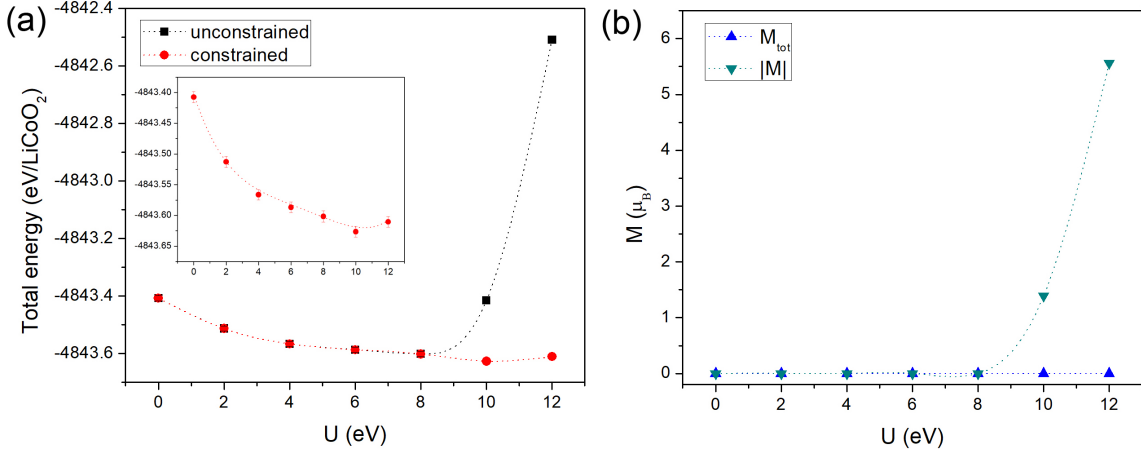 (a)
-4842.4
-4842.6
-4842.8
-4843.0
-4843.2
-4843.4
-4843.6
Total energy (eV/LiCoO₂)
unconstrained
constrained
-4843.40
-4843.45
-4843.50
-4843.55
-4843.60
-4843.65
0 2 4 6 8 10 12
0 2 4 6 8 10 12
U (eV)
(b)
6
5
4
3
2
1
0
M (μ_B)
M_tot
|M|
0 2 4 6 8 10 12
U (eV)